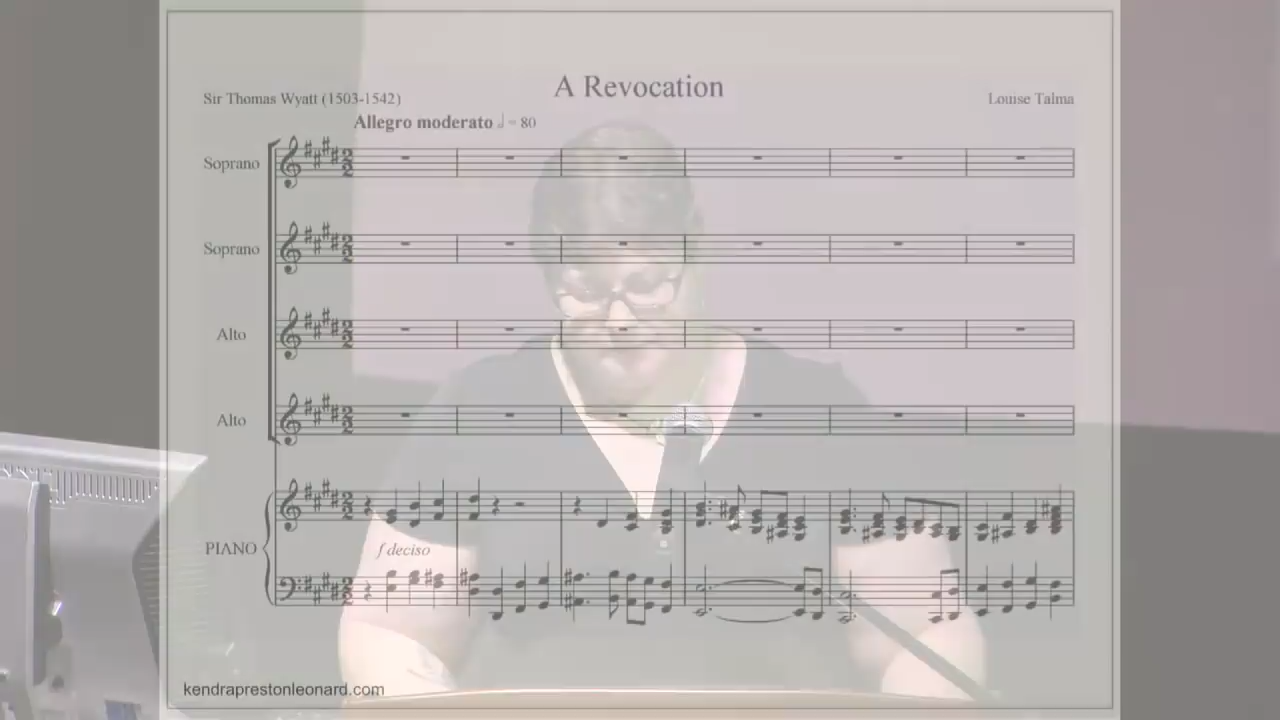 A Revocation
Sir Thomas Wyatt (1503-1542)
Louise Talma
Allegro moderato 𝅗𝅥 = 80
Soprano
Soprano
Alto
Alto
PIANO
f deciso
kendraprestonleonard.com